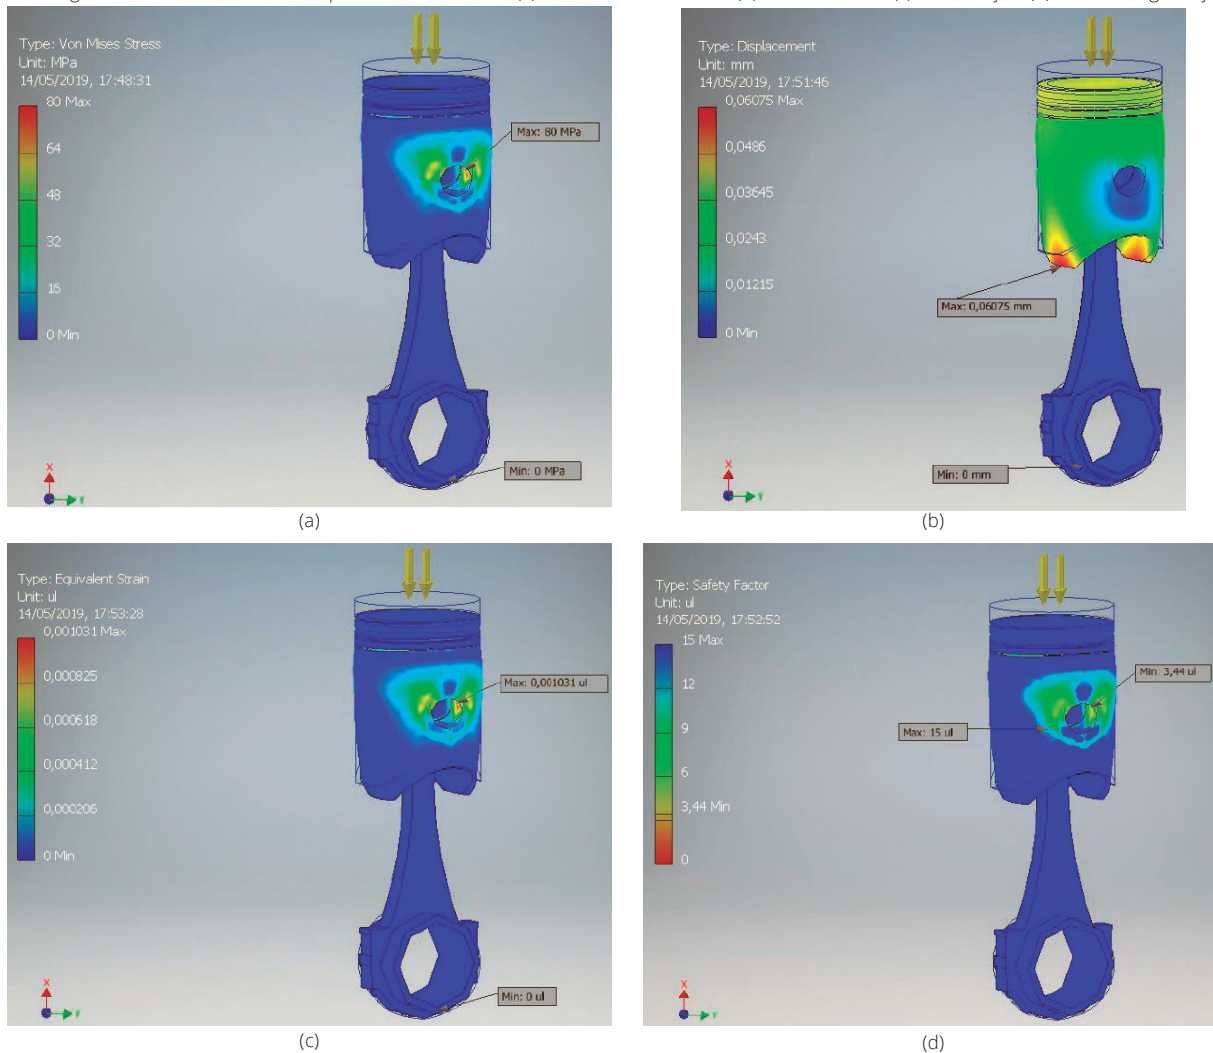 Type: Von Mises Stress
Unit: MPa
14/05/2019, 17:48:31
80 Max
64
48
32
15
0 Min
Max: 80 MPa
Min: 0 MPa
X
Y
(a)
Type: Displacement
Unit: mm
14/05/2019, 17:51:46
0,06075 Max
0,0486
0,03645
0,0243
0,01215
0 Min
Max: 0,06075 mm
Min: 0 mm
X
Y
(b)
Type: Equivalent Strain
Unit: ul
14/05/2019, 17:53:28
0,001031 Max
0,000825
0,000618
0,000412
0,000206
0 Min
Max: 0,001031 ul
Min: 0 ul
X
Y
(c)
Type: Safety Factor
Unit: ul
14/05/2019, 17:52:52
15 Max
12
9
6
3,44 Min
0
Min: 3,44 ul
Max: 15 ul
X
Y
(d)